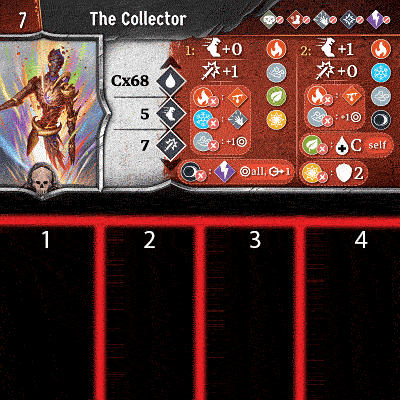 7 The Collector
1: +0 2: +1
Cx68 +1 +0
5 : +1
: +1
7 : C self
: all, +1 : 2
1 2 3 4